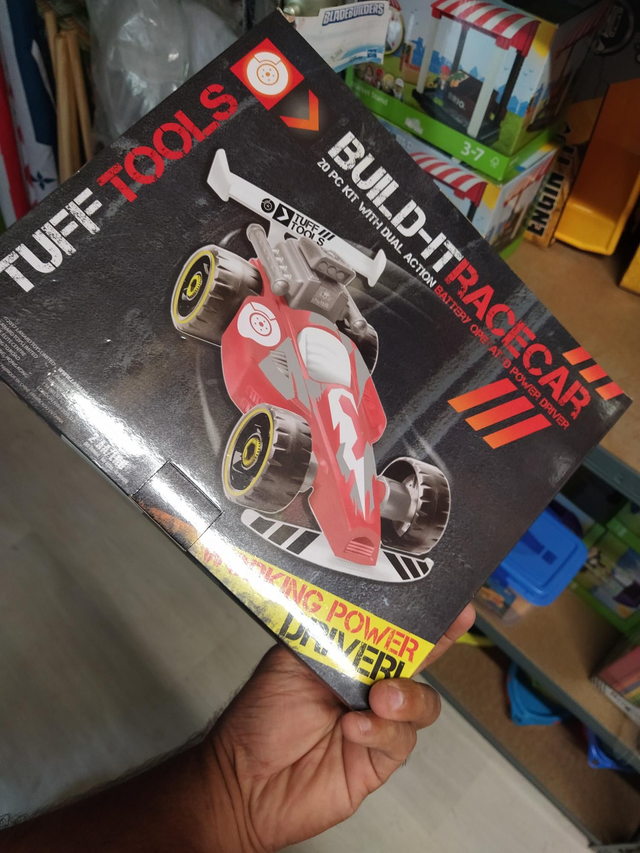 TUFF TOOLS
BUILD-IT RACECAR
20 PC KIT WITH DUAL ACTION BATTERY OPERATED POWER DRIVER
TUFF
TOOLS
POWER
DRIVER!
BLADEBUILDERS
3-7